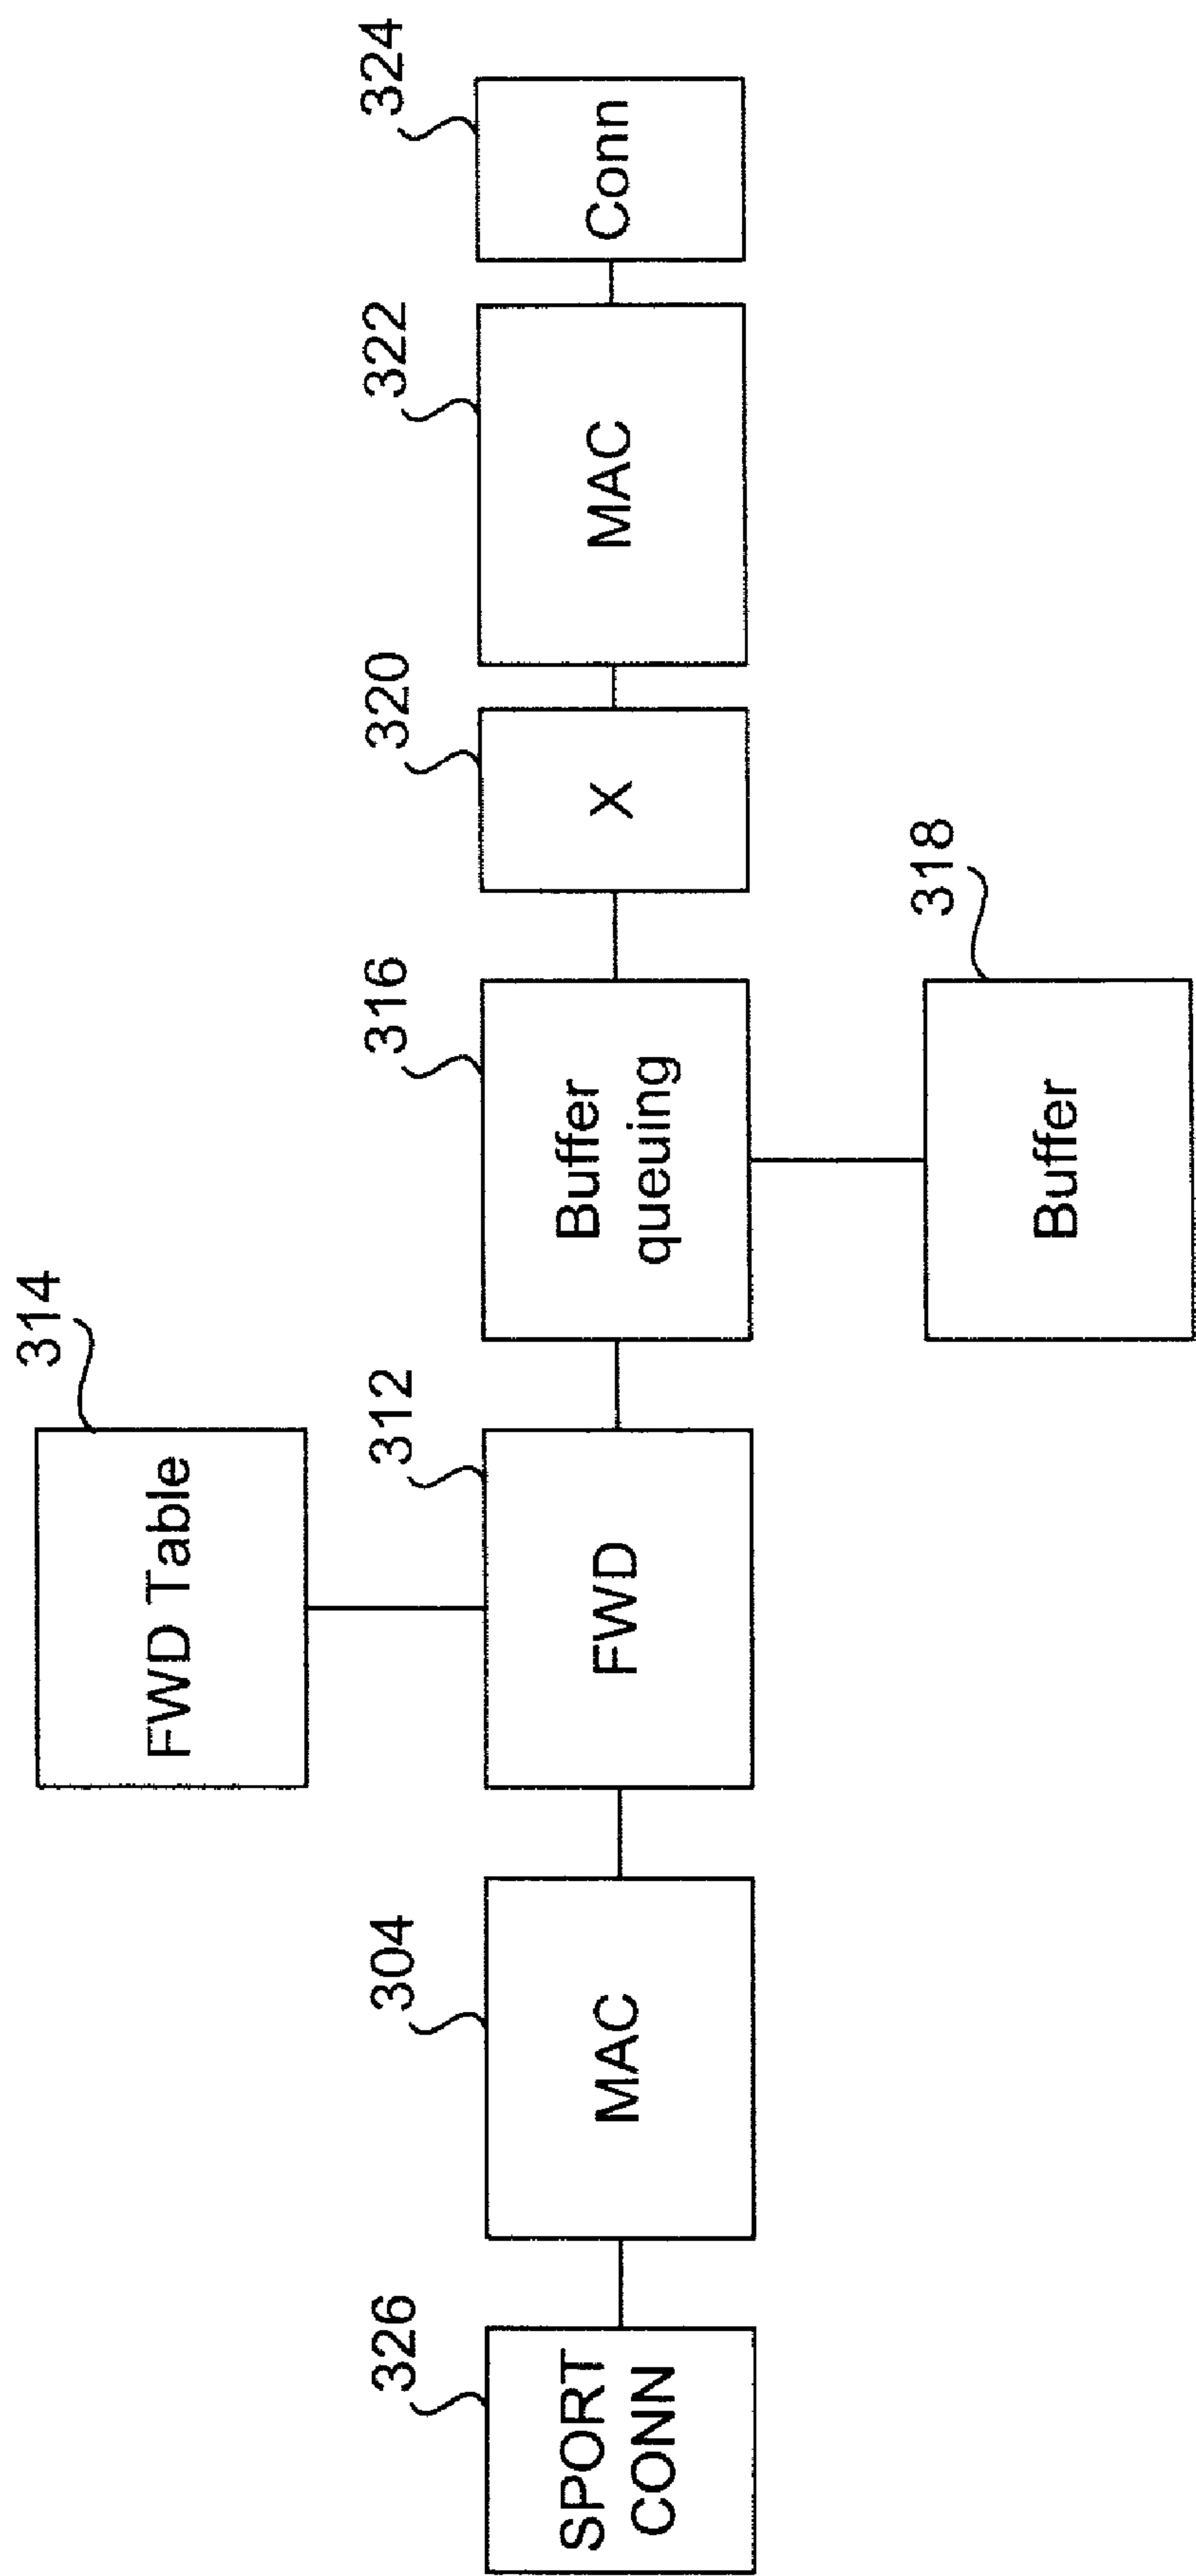 314
FWD Table
326
304
312
316
320
322
324
SPORT
CONN
MAC
FWD
Buffer
queuing
X
MAC
Conn
318
Buffer